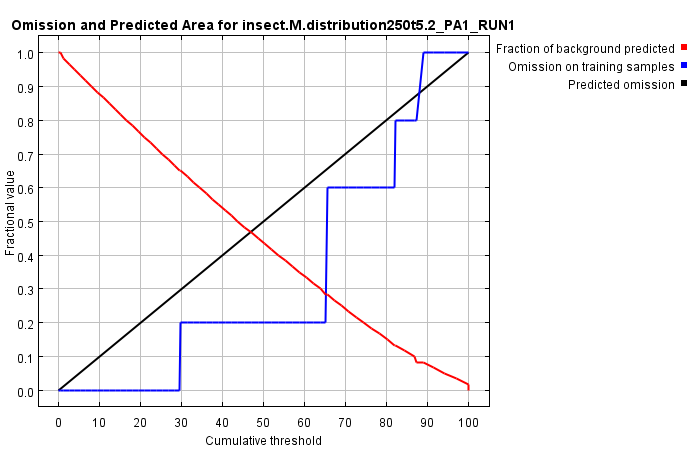 Omission and Predicted Area for insect.M.distribution250t5.2_PA1_RUN1
Fraction of background predicted
Omission on training samples
Predicted omission
Fractional value
1.0
0.9
0.8
0.7
0.6
0.5
0.4
0.3
0.2
0.1
0.0
0 10 20 30 40 50 60 70 80 90 100
Cumulative threshold